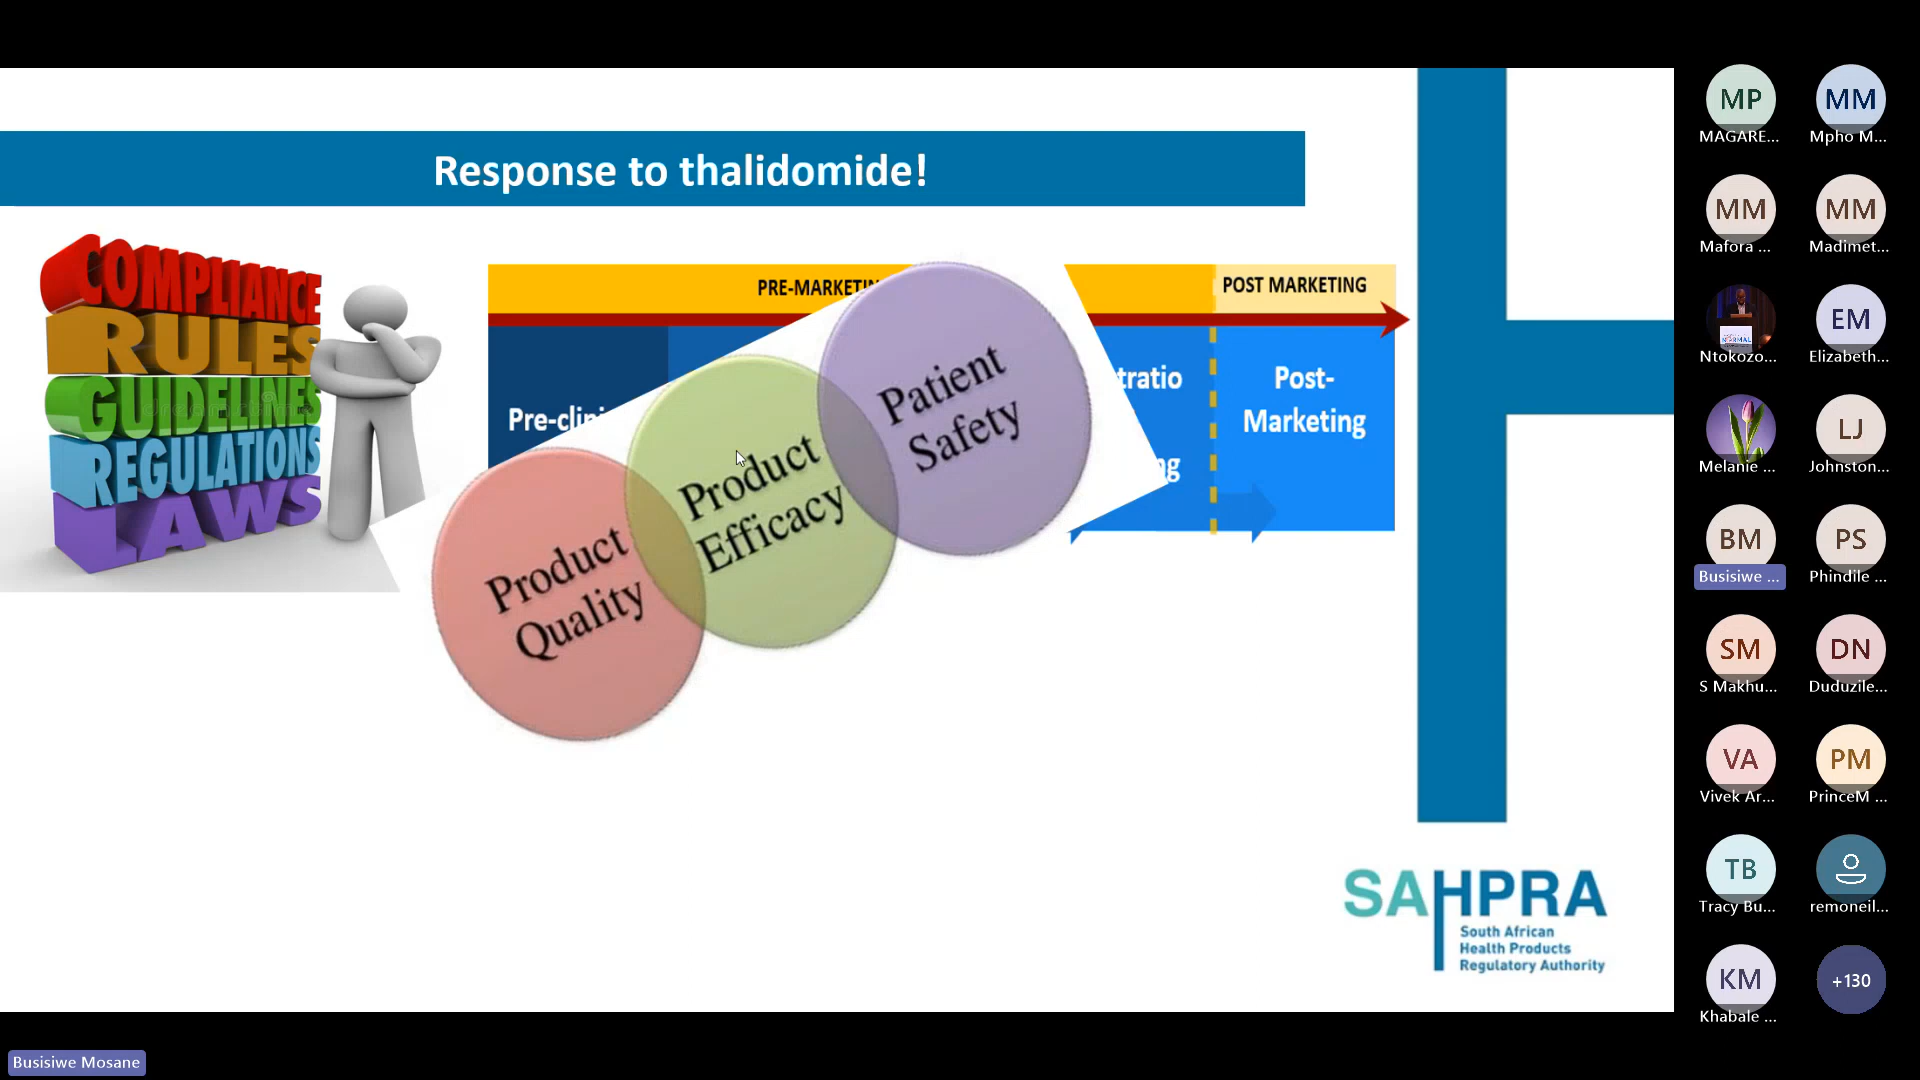 Response to thalidomide!
COMPLIANCE
RULES
GUIDELINES
REGULATIONS
LAWS
POST MARKETING
Post-
Marketing
Product
Quality
Product
Efficacy
Patient
Safety
SAHPRA
South African
Health Products
Regulatory Authority
MP
MAGARE...
MM
Mpho M...
MM
Mafora ...
MM
Madimet...
Ntokozo...
EM
Elizabeth...
Melanie ...
LJ
Johnston...
BM
Busisiwe ...
PS
Phindile ...
SM
S Makhu...
DN
Duduzile...
VA
Vivek Ar...
PM
PrinceM ...
TB
Tracy Bu...
remoneil...
KM
Khabale ...
+130
Busisiwe Mosane